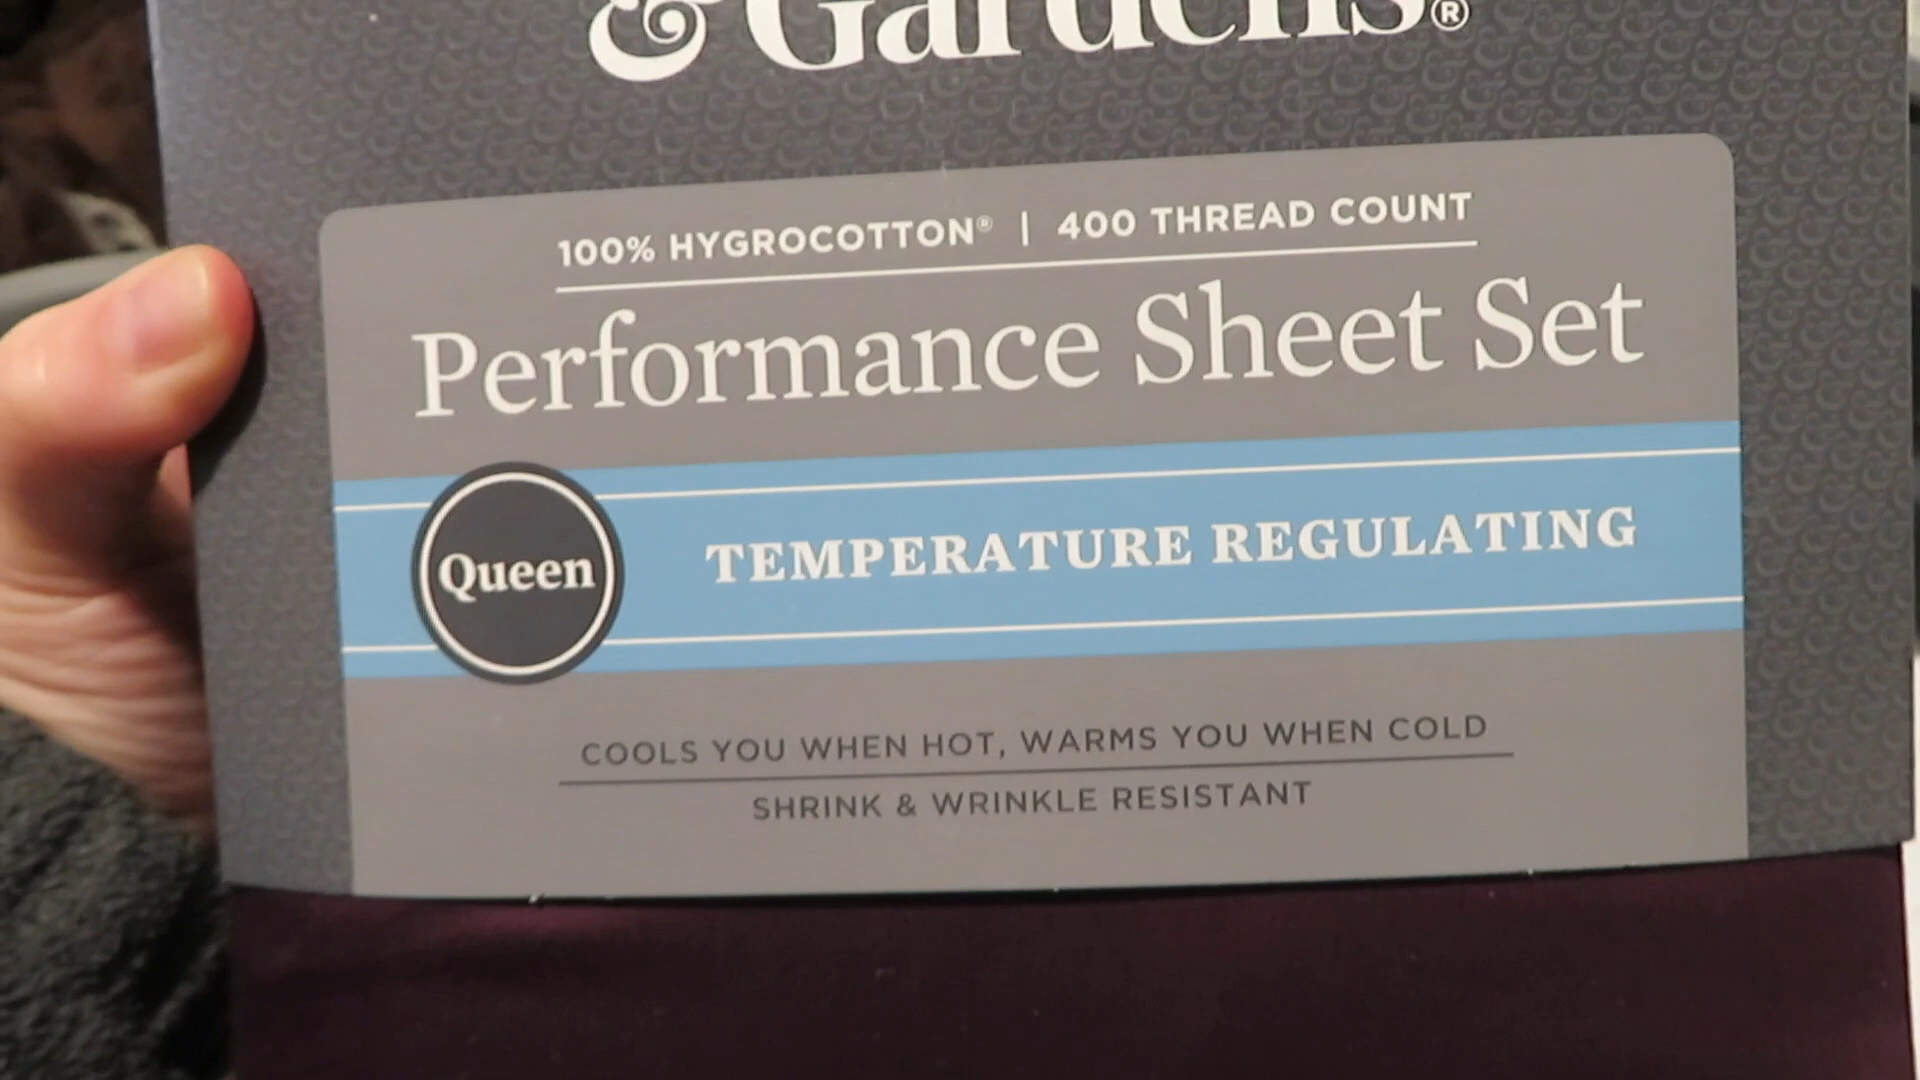 & Gardens®
100% HYGROCOTTON® | 400 THREAD COUNT
Performance Sheet Set
Queen
TEMPERATURE REGULATING
COOLS YOU WHEN HOT, WARMS YOU WHEN COLD
SHRINK & WRINKLE RESISTANT